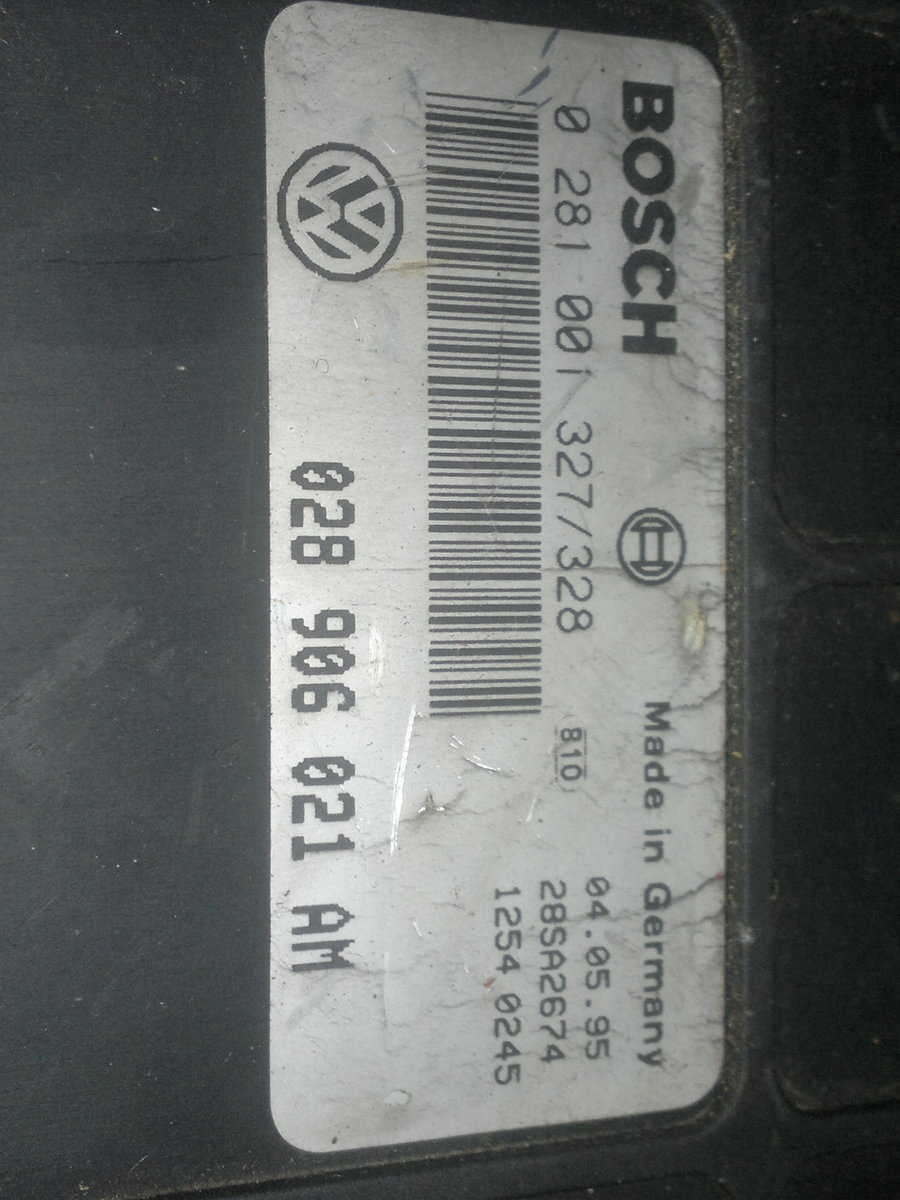 BOSCH
Made in Germany
0 281 001 327/328
810
04.05.95
28SA2674
1254 0245
028 906 021 AM